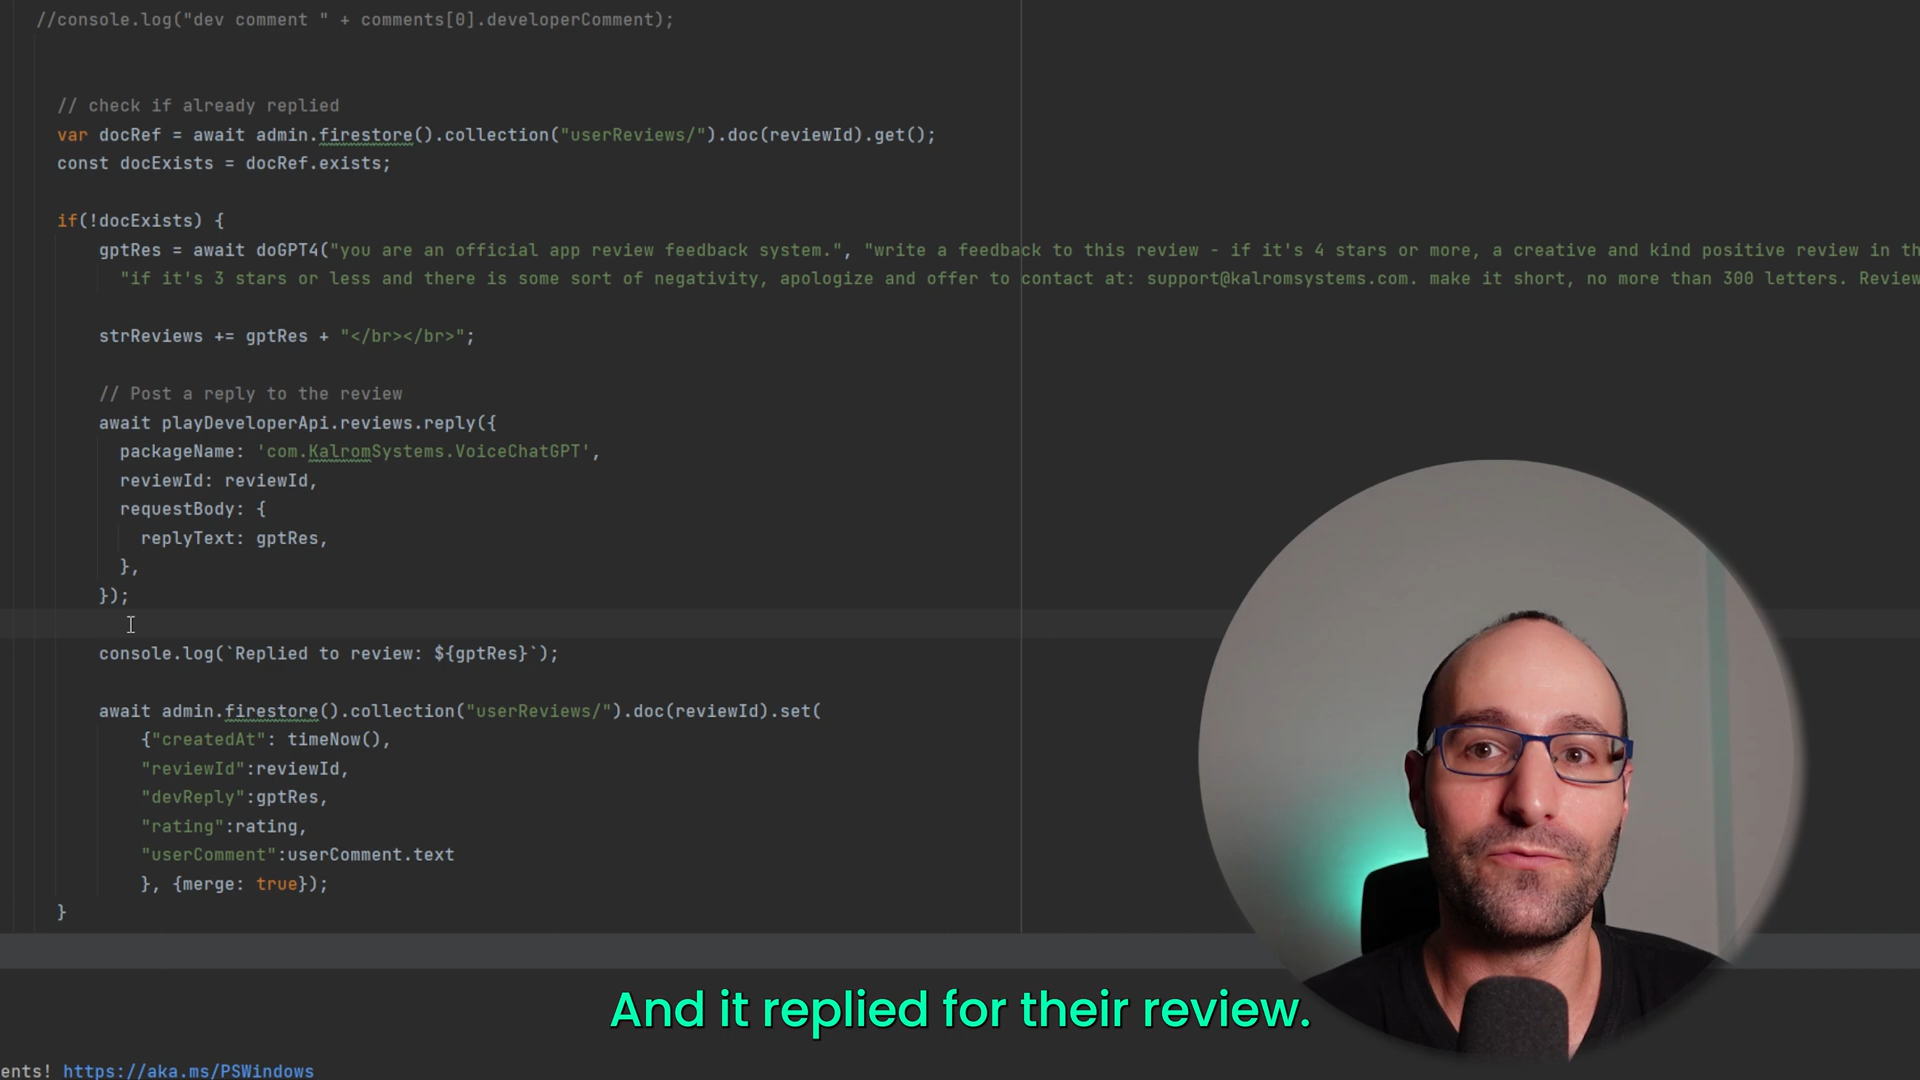 //console.log("dev comment " + comments[0].developerComment);
// check if already replied
var docRef = await admin.firestore().collection("userReviews/").doc(reviewId).get();
const docExists = docRef.exists;
if(!docExists) {
gptRes = await doGPT4("you are an official app review feedback system.", "write a feedback to this review - if it's 4 stars or more, a creative and kind positive review in th
"if it's 3 stars or less and there is some sort of negativity, apologize and offer to contact at: support@kalromsystems.com. make it short, no more than 300 letters. Review
strReviews += gptRes + "</br></br>";
// Post a reply to the review
await playDeveloperApi.reviews.reply({
packageName: 'com.KalromSystems.VoiceChatGPT',
reviewId: reviewId,
requestBody: {
replyText: gptRes,
},
});
console.log(`Replied to review: ${gptRes}`);
await admin.firestore().collection("userReviews/").doc(reviewId).set(
{"createdAt": timeNow(),
"reviewId":reviewId,
"devReply":gptRes,
"rating":rating,
"userComment":userComment.text
}, {merge: true});
}
And it replied for their review.
ents! https://aka.ms/PSWindows